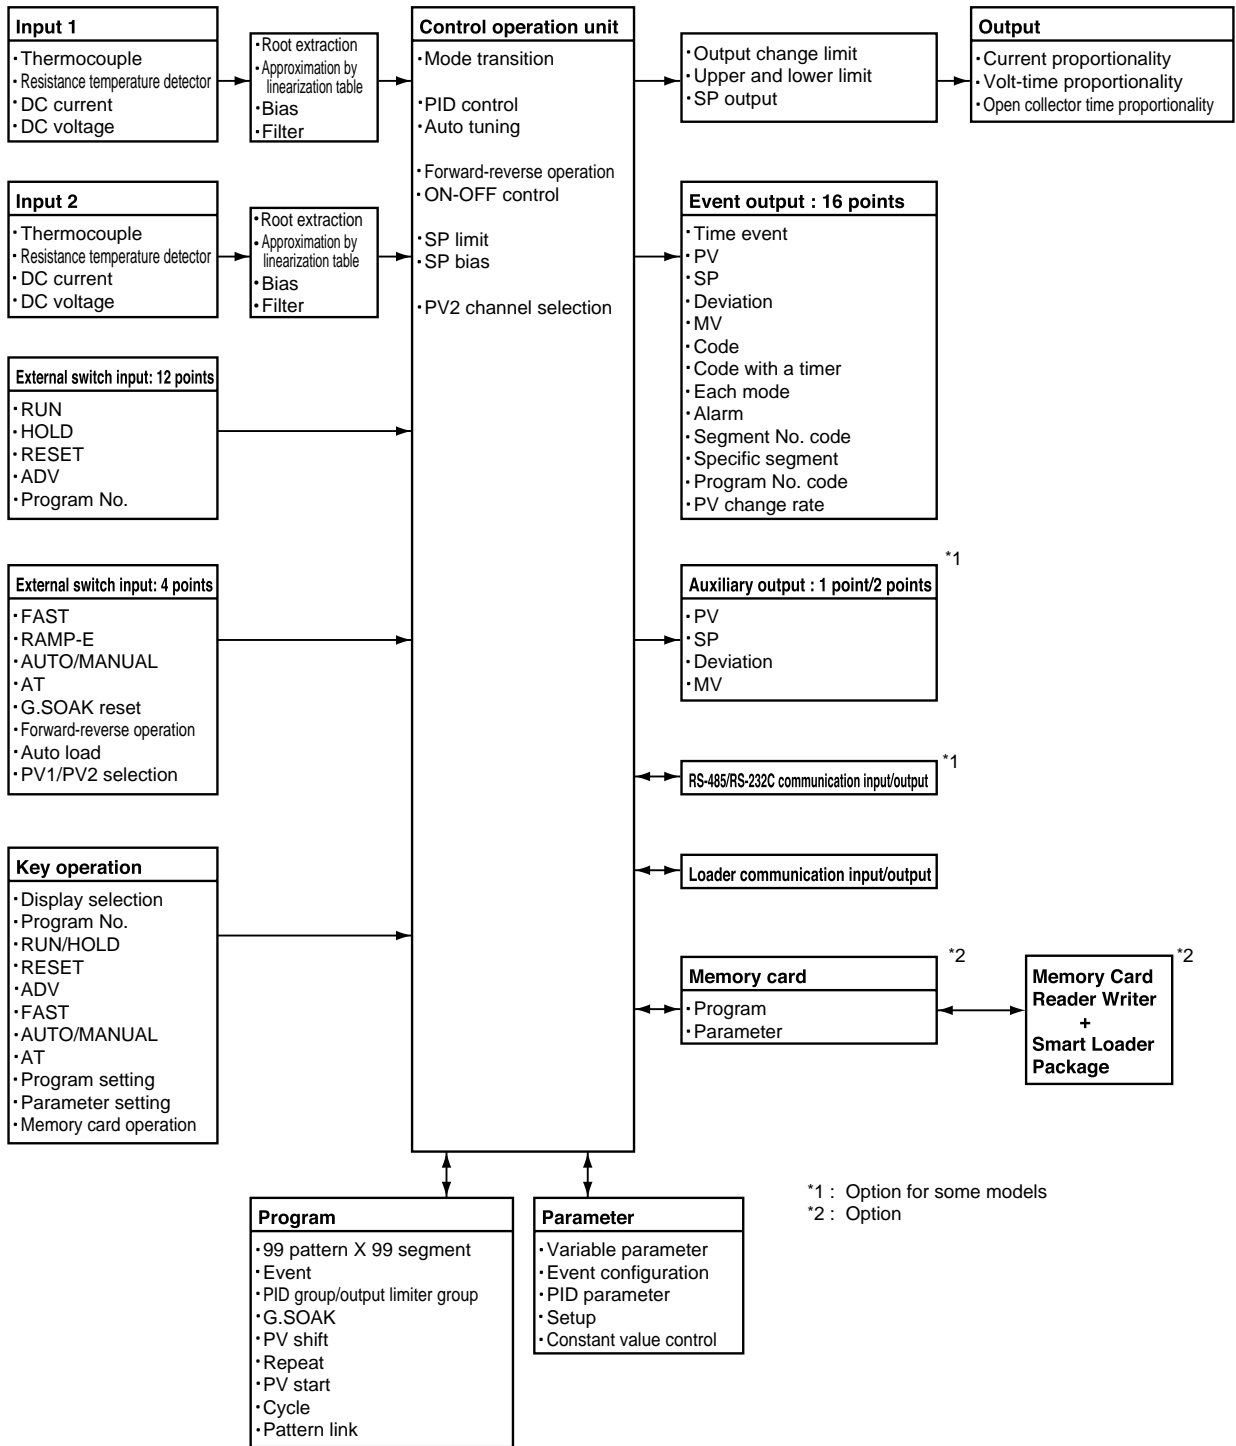 Input 1
・Thermocouple
・Resistance temperature detector
・DC current
・DC voltage
・Root extraction
・Approximation by
linearization table
・Bias
・Filter
Control operation unit
・Mode transition
・PID control
・Auto tuning
・Forward-reverse operation
・ON-OFF control
・SP limit
・SP bias
・PV2 channel selection
・Output change limit
・Upper and lower limit
・SP output
Output
・Current proportionality
・Volt-time proportionality
・Open collector time proportionality
Input 2
・Thermocouple
・Resistance temperature detector
・DC current
・DC voltage
・Root extraction
・Approximation by
linearization table
・Bias
・Filter
Event output : 16 points
・Time event
・PV
・SP
・Deviation
・MV
・Code
・Code with a timer
・Each mode
・Alarm
・Segment No. code
・Specific segment
・Program No. code
・PV change rate
External switch input: 12 points
・RUN
・HOLD
・RESET
・ADV
・Program No.
External switch input: 4 points
・FAST
・RAMP-E
・AUTO/MANUAL
・AT
・G.SOAK reset
・Forward-reverse operation
・Auto load
・PV1/PV2 selection
*1
Auxiliary output : 1 point/2 points
・PV
・SP
・Deviation
・MV
*1
RS-485/RS-232C communication input/output
Loader communication input/output
Key operation
・Display selection
・Program No.
・RUN/HOLD
・RESET
・ADV
・FAST
・AUTO/MANUAL
・AT
・Program setting
・Parameter setting
・Memory card operation
*2
Memory card
・Program
・Parameter
*2
Memory Card
Reader Writer
+
Smart Loader
Package
Program
・99 pattern X 99 segment
・Event
・PID group/output limiter group
・G.SOAK
・PV shift
・Repeat
・PV start
・Cycle
・Pattern link
Parameter
・Variable parameter
・Event configuration
・PID parameter
・Setup
・Constant value control
*1 : Option for some models
*2 : Option